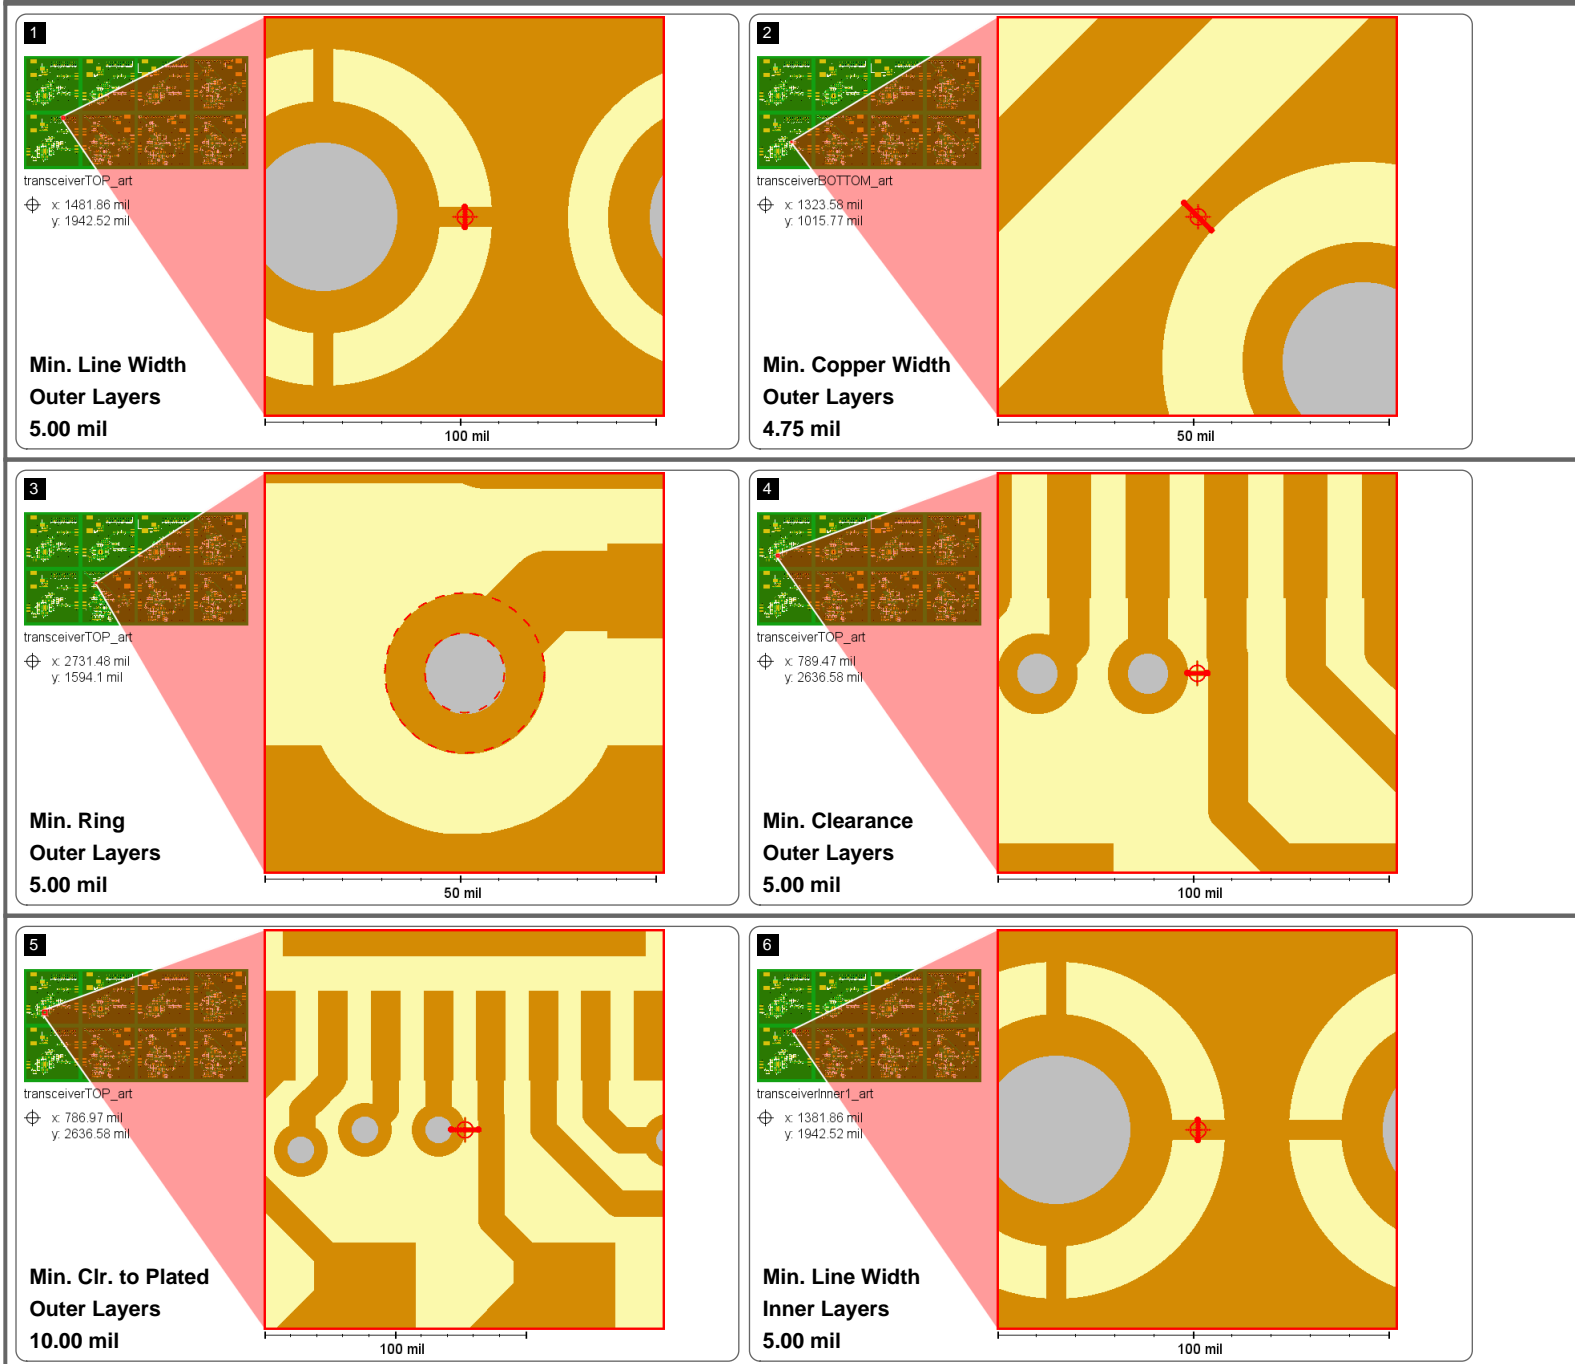 1
transceiverTOP_art
x: 1481.86 mil
y: 1942.52 mil
Min. Line Width
Outer Layers
5.00 mil
100 mil
2
transceiverBOTTOM_art
x: 1323.58 mil
y: 1015.77 mil
Min. Copper Width
Outer Layers
4.75 mil
50 mil
3
transceiverTOP_art
x: 2731.48 mil
y: 1594.1 mil
Min. Ring
Outer Layers
5.00 mil
50 mil
4
transceiverTOP_art
x: 789.47 mil
y: 2636.58 mil
Min. Clearance
Outer Layers
5.00 mil
100 mil
5
transceiverTOP_art
x: 786.97 mil
y: 2636.58 mil
Min. Clr. to Plated
Outer Layers
10.00 mil
100 mil
6
transceiverInner1_art
x: 1381.86 mil
y: 1942.52 mil
Min. Line Width
Inner Layers
5.00 mil
100 mil